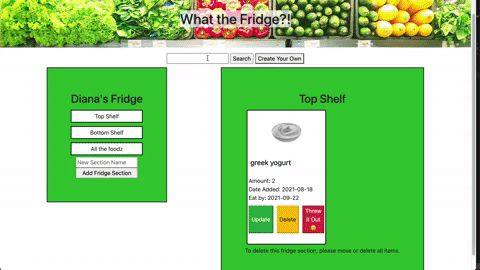 What the Fridge?!
Search
Create Your Own
Diana's Fridge
Top Shelf
Bottom Shelf
All the foodz
New Section Name
Add Fridge Section
Top Shelf
greek yogurt
Amount: 2
Date Added: 2021-08-18
Eat by: 2021-09-22
Update
Delete
Threw
It Out
To delete this fridge section, please move or delete all items.